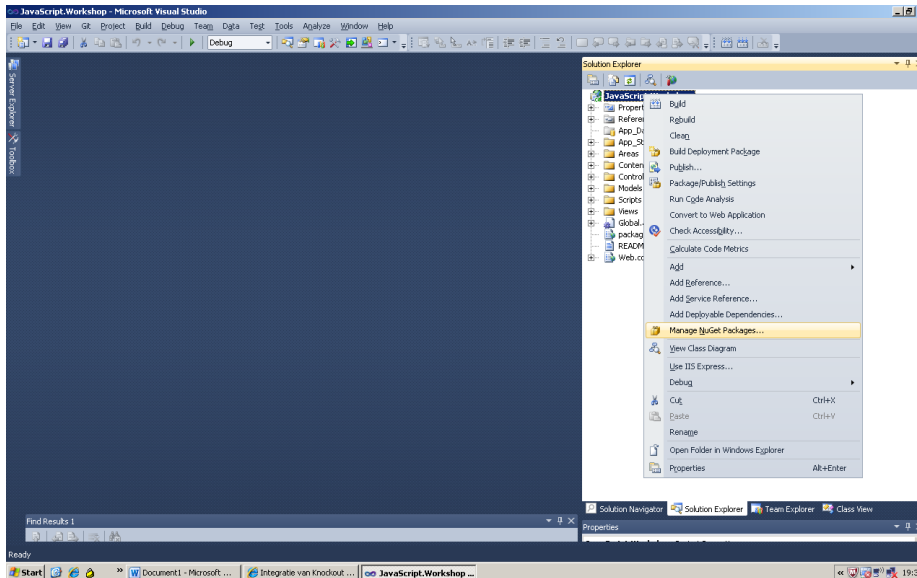 JavaScript.Workshop - Microsoft Visual Studio
File Edit View Git Project Build Debug Team Data Test Tools Analyze Window Help
Debug
Server Explorer
Toolbox
Solution Explorer
JavaScrip
Propert
Refere
App_Da
App_St
Areas
Conten
Control
Models
Scripts
Views
Global.
packag
READM
Web.co
Build
Rebuild
Clean
Build Deployment Package
Publish...
Package/Publish Settings
Run Code Analysis
Convert to Web Application
Check Accessibility...
Calculate Code Metrics
Add
Add Reference...
Add Service Reference...
Add Deployable Dependencies...
Manage NuGet Packages...
View Class Diagram
Use IIS Express...
Debug
Cut Ctrl+X
Paste Ctrl+V
Rename
Open Folder in Windows Explorer
Properties Alt+Enter
Solution Navigator Solution Explorer Team Explorer Class View
Find Results 1
Properties
Ready
Start Document1 - Microsoft ... Integratie van Knockout ... JavaScript.Workshop ... 19:3